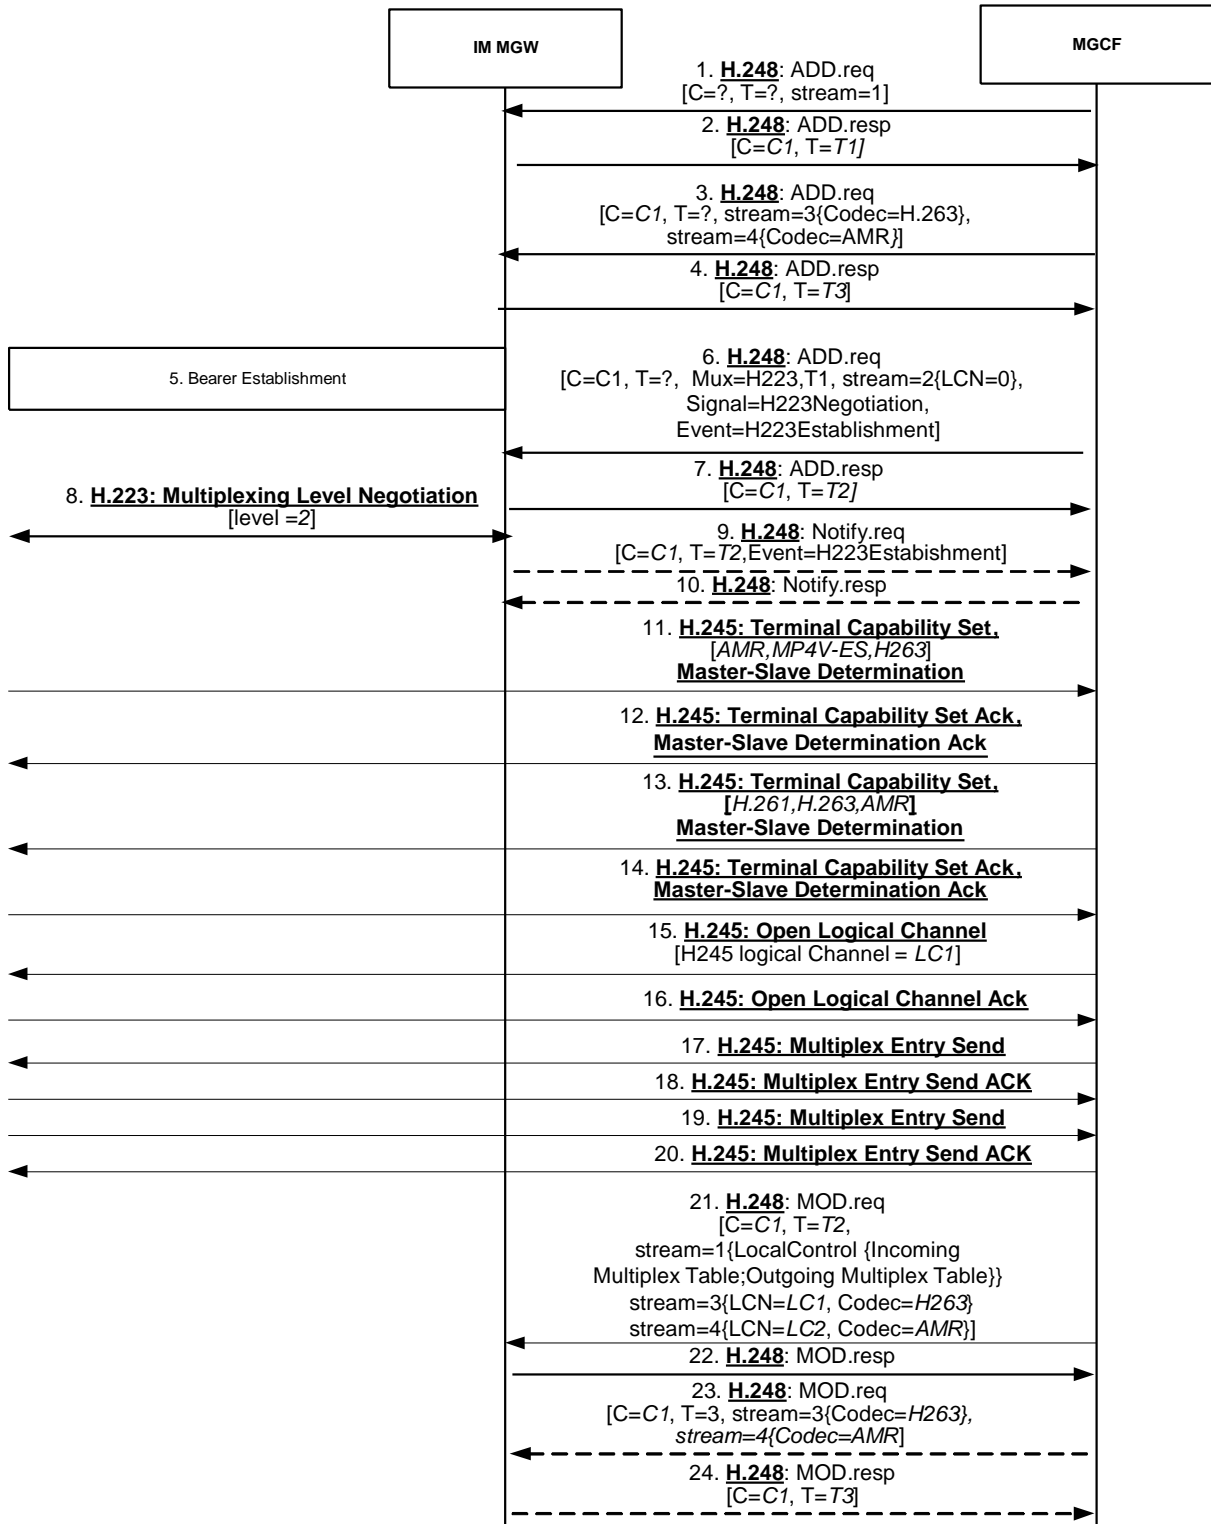 IM MGW
MGCF
1. H.248: ADD.req
[C=?, T=?, stream=1]
2. H.248: ADD.resp
[C=C1, T=T1]
3. H.248: ADD.req
[C=C1, T=?, stream=3{Codec=H.263},
stream=4{Codec=AMR}]
4. H.248: ADD.resp
[C=C1, T=T3]
5. Bearer Establishment
6. H.248: ADD.req
[C=C1, T=?, Mux=H223,T1, stream=2{LCN=0},
Signal=H223Negotiation,
Event=H223Establishment]
7. H.248: ADD.resp
[C=C1, T=T2]
8. H.223: Multiplexing Level Negotiation
[level =2]
9. H.248: Notify.req
[C=C1, T=T2,Event=H223Estabishment]
10. H.248: Notify.resp
11. H.245: Terminal Capability Set,
[AMR,MP4V-ES,H263]
Master-Slave Determination
12. H.245: Terminal Capability Set Ack,
Master-Slave Determination Ack
13. H.245: Terminal Capability Set,
[H.261,H.263,AMR]
Master-Slave Determination
14. H.245: Terminal Capability Set Ack,
Master-Slave Determination Ack
15. H.245: Open Logical Channel
[H245 logical Channel = LC1]
16. H.245: Open Logical Channel Ack
17. H.245: Multiplex Entry Send
18. H.245: Multiplex Entry Send ACK
19. H.245: Multiplex Entry Send
20. H.245: Multiplex Entry Send ACK
21. H.248: MOD.req
[C=C1, T=T2,
stream=1{LocalControl {Incoming
Multiplex Table;Outgoing Multiplex Table}}
stream=3{LCN=LC1, Codec=H263}
stream=4{LCN=LC2, Codec=AMR}]
22. H.248: MOD.resp
23. H.248: MOD.req
[C=C1, T=3, stream=3{Codec=H263},
stream=4{Codec=AMR]
24. H.248: MOD.resp
[C=C1, T=T3]